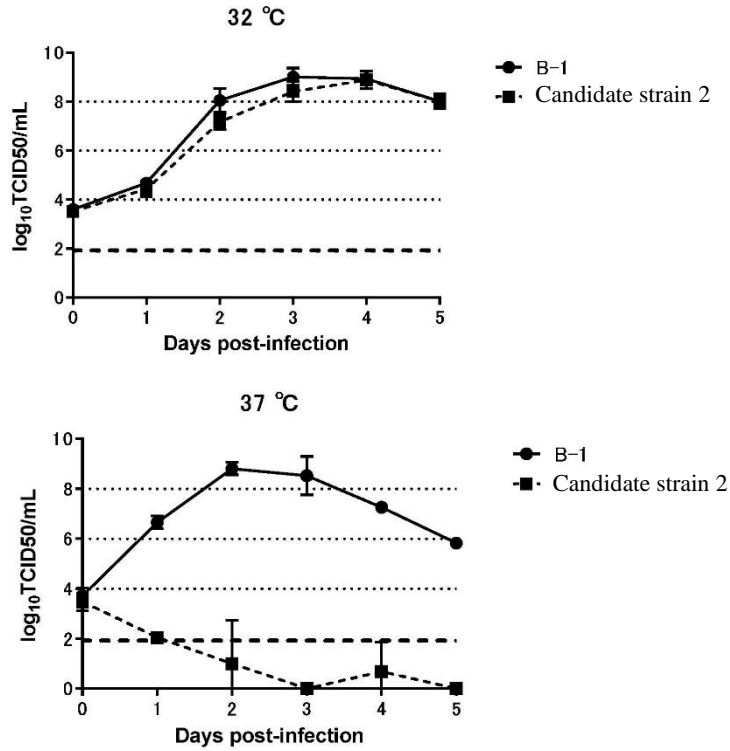 32 ℃
10
8
6
4
2
0
log10TCID50/mL
0 1 2 3 4 5
Days post-infection
B-1
Candidate strain 2
37 ℃
10
8
6
4
2
0
log10TCID50/mL
0 1 2 3 4 5
Days post-infection
B-1
Candidate strain 2